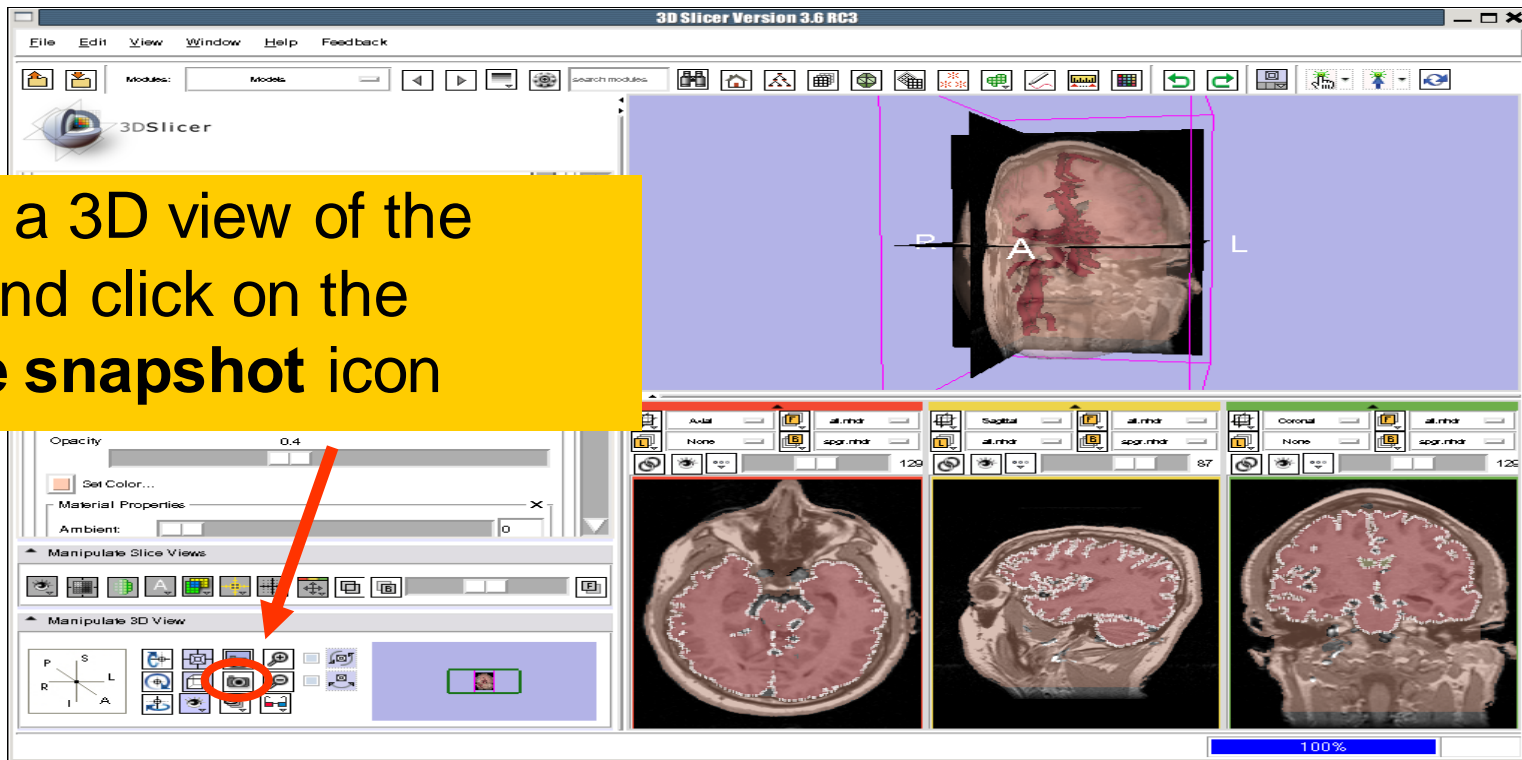 3D Slicer Version 3.6 RC3
File Edit View Window Help Feedback
Modules: Models search modules
3DSlicer
a 3D view of the
nd click on the
e snapshot icon
P A L
Opacity 0.4
Set Color...
Material Properties
Ambient: 0
Manipulate Slice Views
A L B F
Manipulate 3D View
P S
R L
I A
Axial F all.nhdr
L None B spgr.nhdr
129
Sagittal F all.nhdr
L all.nhdr B spgr.nhdr
87
Coronal F all.nhdr
L None B spgr.nhdr
129
100%